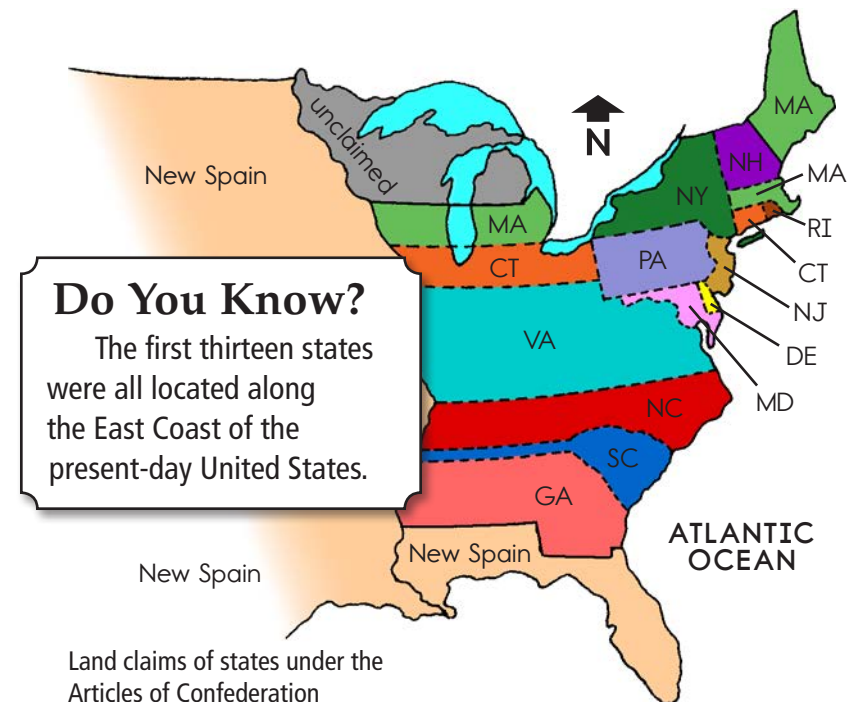 MA
unclaimed
N
New Spain
NH
MA
NY
MA
RI
PA
CT
CT
Do You Know?
The first thirteen states
were all located along
the East Coast of the
present-day United States.
NJ
VA
DE
MD
NC
SC
GA
ATLANTIC
OCEAN
New Spain
New Spain
Land claims of states under the
Articles of Confederation